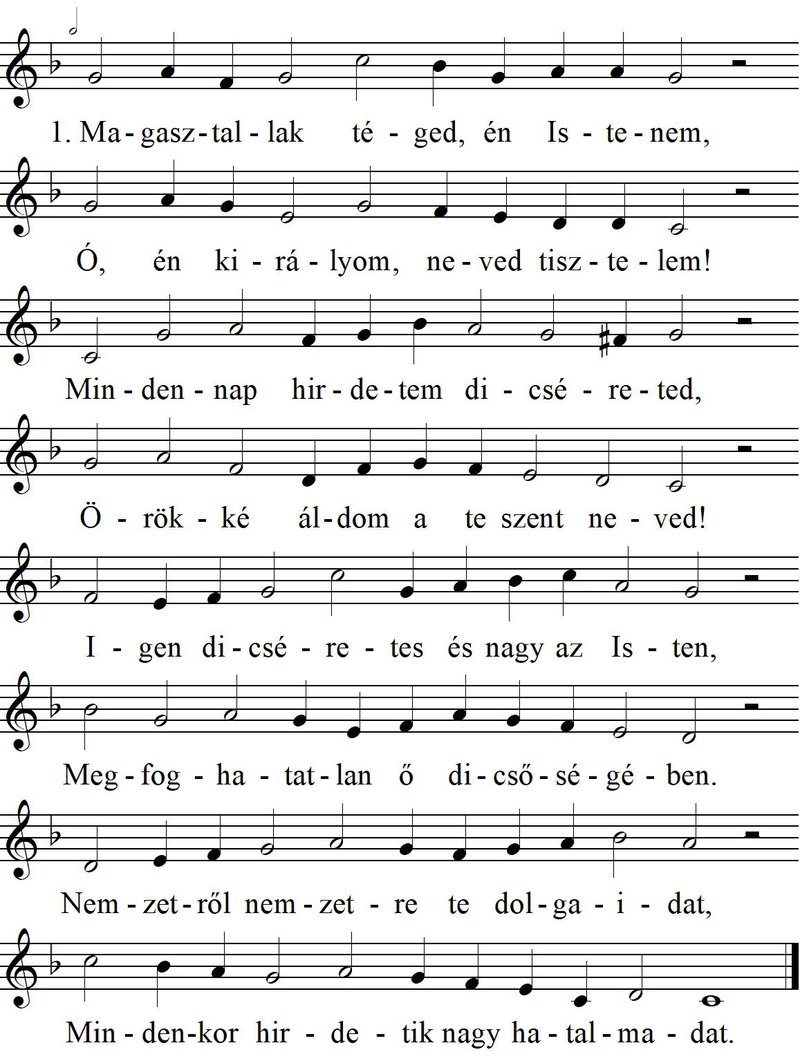 1. Ma-gasz-tal-lak té-ged, én Is-te-nem,
Ó, én ki-rá-lyom, ne-ved tisz-te-lem!
Min-den-nap hir-de-tem di-csé-re-ted,
Ö-rök-ké ál-dom a te szent ne-ved!
I-gen di-csé-re-tes és nagy az Is-ten,
Meg-fog-ha-tat-lan ő di-cső-sé-gé-ben.
Nem-zet-ről nem-zet-re te dol-ga-i-dat,
Min-den-kor hir-de-tik nagy ha-tal-ma-dat.